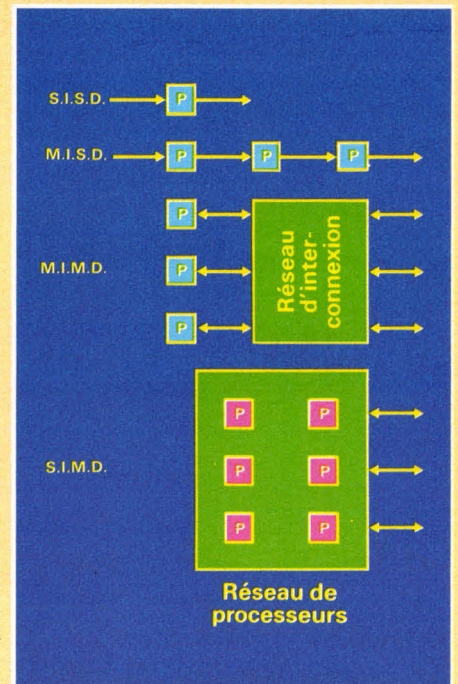 S.I.S.D. P
M.I.S.D. P P P
P
M.I.M.D. P
P
Réseau
d'inter-
connexion
P P
S.I.M.D. P P
P P
Réseau de
processeurs